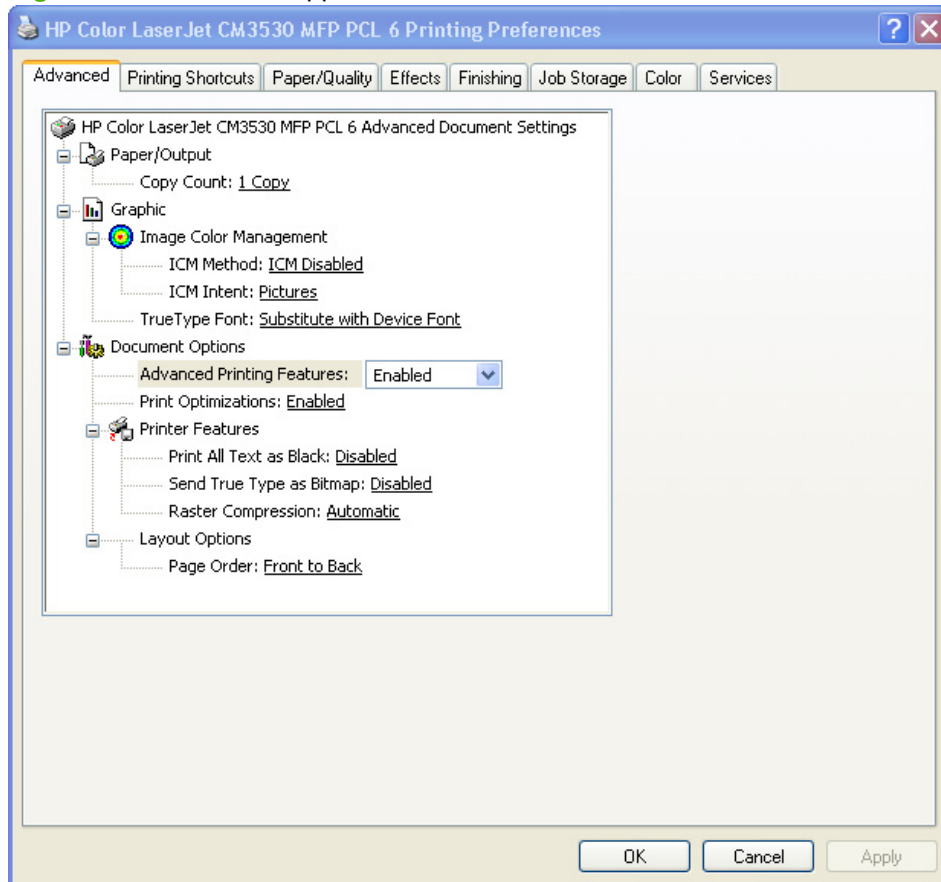 HP Color LaserJet CM3530 MFP PCL 6 Printing Preferences
Advanced Printing Shortcuts Paper/Quality Effects Finishing Job Storage Color Services
HP Color LaserJet CM3530 MFP PCL 6 Advanced Document Settings
Paper/Output
Copy Count: 1 Copy
Graphic
Image Color Management
ICM Method: ICM Disabled
ICM Intent: Pictures
TrueType Font: Substitute with Device Font
Document Options
Advanced Printing Features: Enabled
Print Optimizations: Enabled
Printer Features
Print All Text as Black: Disabled
Send True Type as Bitmap: Disabled
Raster Compression: Automatic
Layout Options
Page Order: Front to Back
OK Cancel Apply